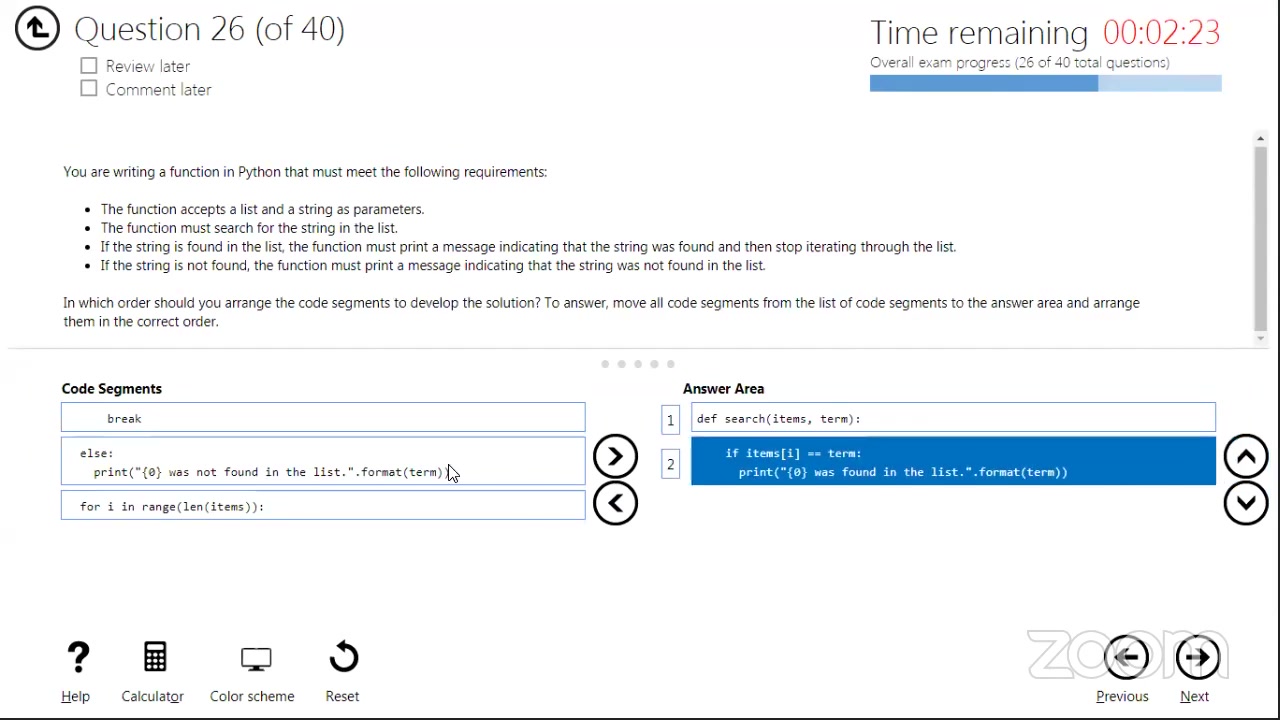 Question 26 (of 40)
Time remaining 00:02:23
Review later
Overall exam progress (26 of 40 total questions)
Comment later
You are writing a function in Python that must meet the following requirements:
• The function accepts a list and a string as parameters.
• The function must search for the string in the list.
• If the string is found in the list, the function must print a message indicating that the string was found and then stop iterating through the list.
• If the string is not found, the function must print a message indicating that the string was not found in the list.
In which order should you arrange the code segments to develop the solution? To answer, move all code segments from the list of code segments to the answer area and arrange
them in the correct order.
Code Segments
break
else:
print("{0} was not found in the list.".format(term))
for i in range(len(items)):
Answer Area
1 def search(items, term):
2 if items[i] == term:
print("{0} was found in the list.".format(term))
zoom
? Help
Calculator
Color scheme
Reset
Previous
Next